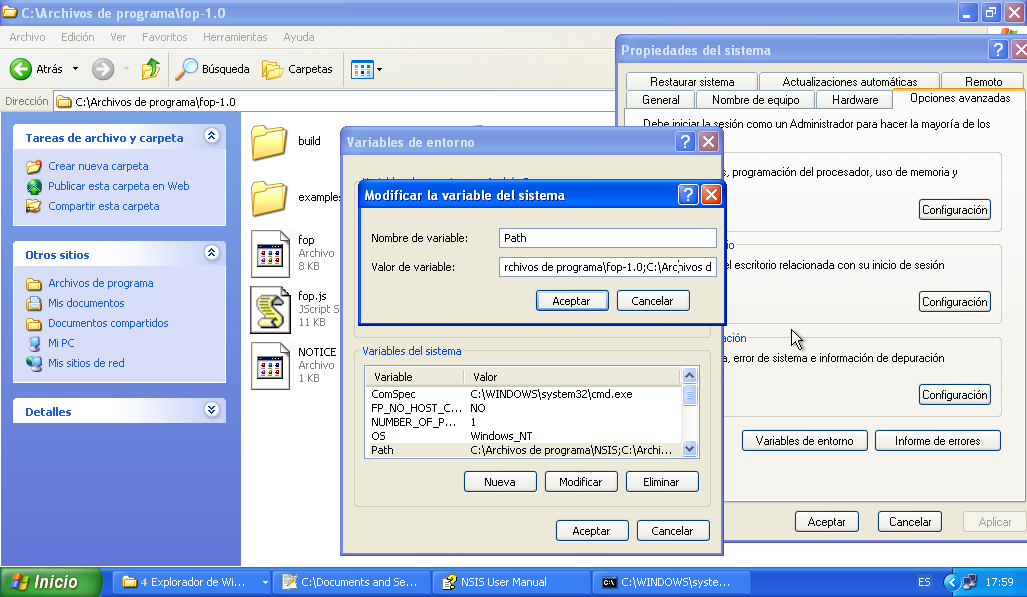 C:\Archivos de programa\fop-1.0
Archivo Edición Ver Favoritos Herramientas Ayuda
Atrás Búsqueda Carpetas
Dirección C:\Archivos de programa\fop-1.0
Tareas de archivo y carpeta
Crear nueva carpeta
Publicar esta carpeta en Web
Compartir esta carpeta
Otros sitios
Archivos de programa
Mis documentos
Documentos compartidos
Mi PC
Mis sitios de red
Detalles
build
examples
fop
Archivo
8 KB
fop.js
JScript S
11 KB
NOTICE
Archivo
1 KB
Variables de entorno
Modificar la variable del sistema
Nombre de variable: Path
Valor de variable: rchivos de programa\fop-1.0;C:\Archivos d
Aceptar Cancelar
Variables del sistema
Variable Valor
ComSpec C:\WINDOWS\system32\cmd.exe
FP_NO_HOST_C... NO
NUMBER_OF_P... 1
OS Windows_NT
Path C:\Archivos de programa\NSIS;C:\Archi...
Nueva Modificar Eliminar
Aceptar Cancelar
Propiedades del sistema
Restaurar sistema Actualizaciones automáticas Remoto
General Nombre de equipo Hardware Opciones avanzadas
Debe iniciar la sesión como un Administrador para hacer la mayoría de los
, programación del procesador, uso de memoria y
Configuración
io
el escritorio relacionada con su inicio de sesión
Configuración
ación
, error de sistema e información de depuración
Configuración
Variables de entorno Informe de errores
Aceptar Cancelar Aplicar
Inicio 4 Explorador de Wi... C:\Documents and Se... NSIS User Manual C:\WINDOWS\syste... ES 17:59